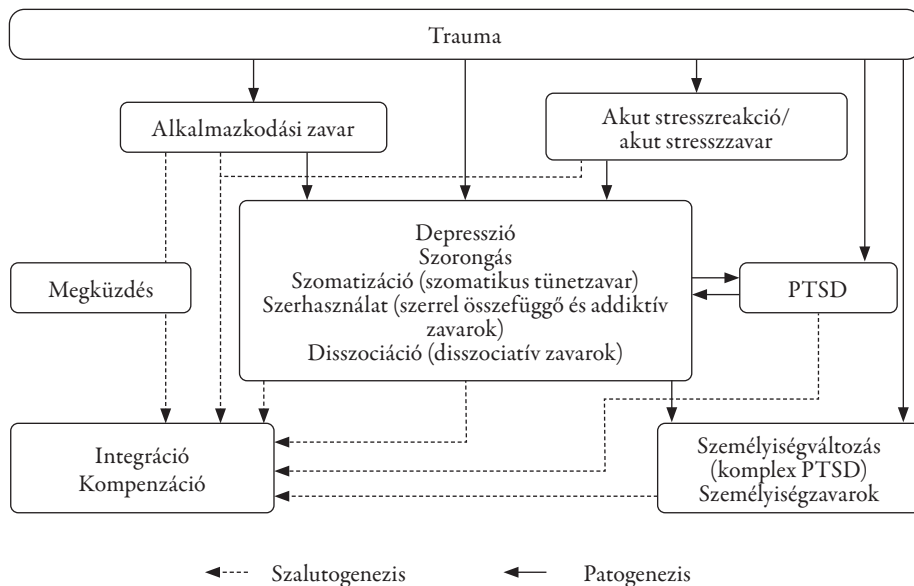 Trauma
Alkalmazkodási zavar
Akut stresszreakció/
akut stresszzavar
Depresszió
Szorongás
Szomatizáció (szomatikus tünetzavar)
Szerhasználat (szerrel összefüggő és addiktív
zavarok)
Disszociáció (disszociatív zavarok)
Megküzdés
PTSD
Integráció
Kompenzáció
Személyiségváltozás
(komplex PTSD)
Személyiségzavarok
Szalutogenezis
Patogenezis